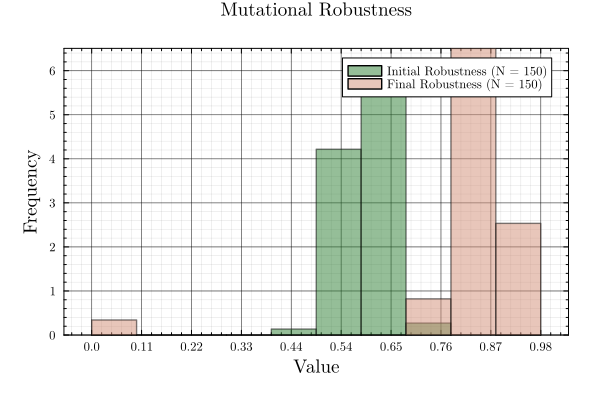 Mutational Robustness
Initial Robustness (N = 150)
Final Robustness (N = 150)
Frequency
6
5
4
3
2
1
0
0.0 0.11 0.22 0.33 0.44 0.54 0.65 0.76 0.87 0.98
Value